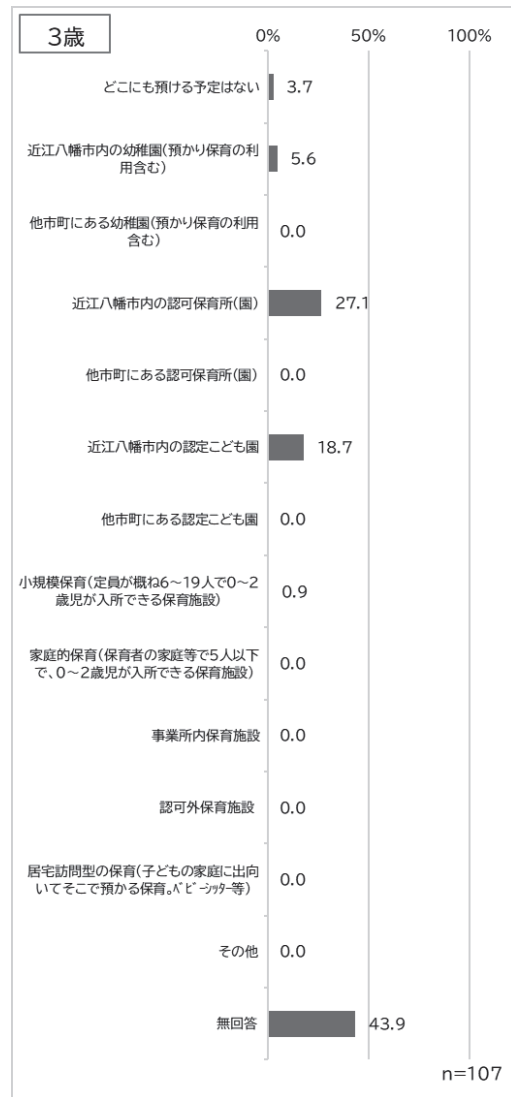 3歳
0% 50% 100%
どこにも預ける予定はない 3.7
近江八幡市内の幼稚園(預かり保育の利
用含む) 5.6
他市町にある幼稚園(預かり保育の利用
含む) 0.0
近江八幡市内の認可保育所(園) 27.1
他市町にある認可保育所(園) 0.0
近江八幡市内の認定こども園 18.7
他市町にある認定こども園 0.0
小規模保育(定員が概ね6～19人で0～2
歳児が入所できる保育施設) 0.9
家庭的保育(保育者の家庭等で5人以下
で、0～2歳児が入所できる保育施設) 0.0
事業所内保育施設 0.0
認可外保育施設 0.0
居宅訪問型の保育(子どもの家庭に出向
いてそこで預かる保育。ﾍﾞﾋﾞｰｼｯﾀｰ等) 0.0
その他 0.0
無回答 43.9
n=107